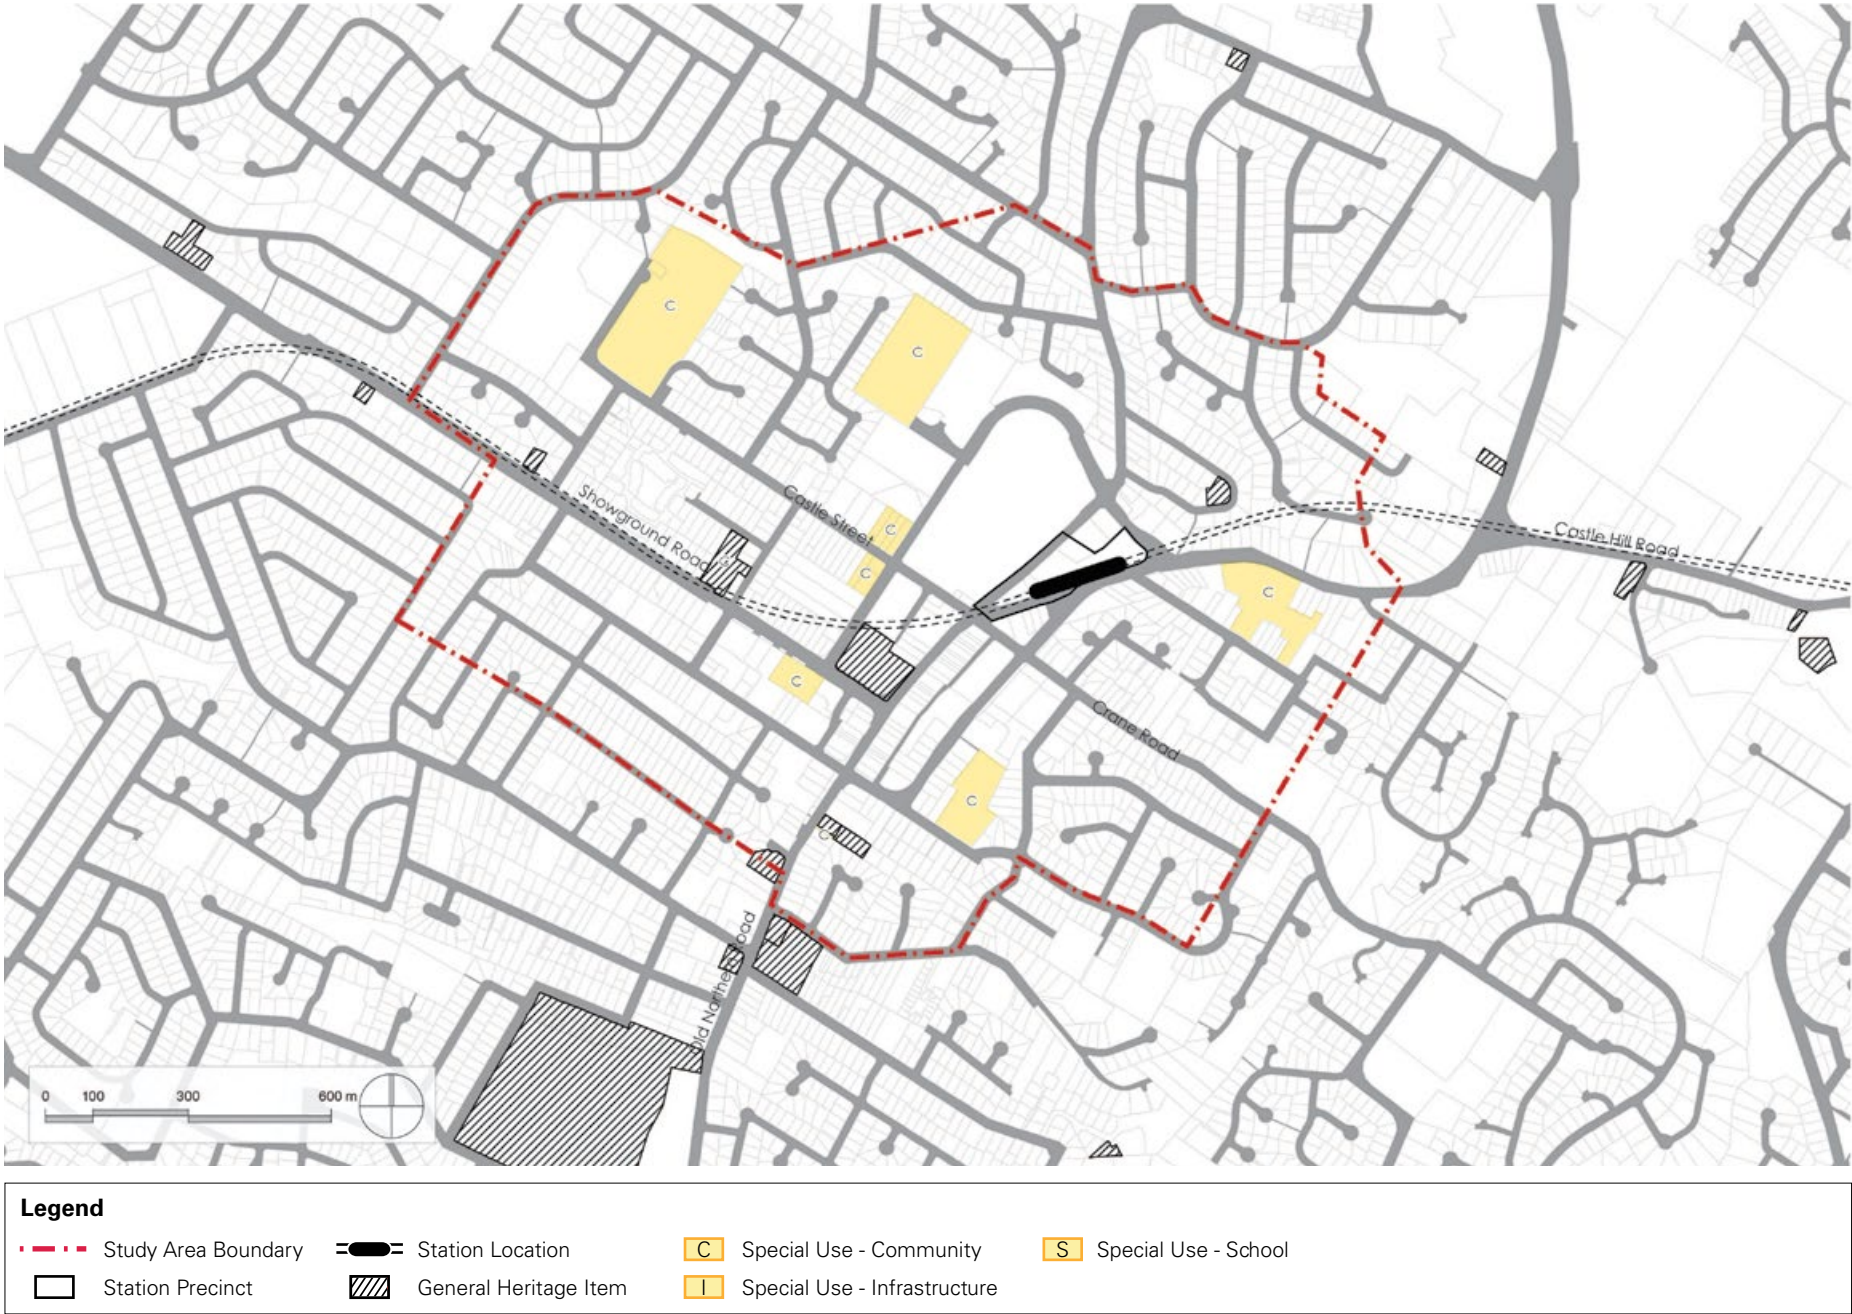 C
C
C
Showground Road
Castle Street
C
C
Castle Hill Road
C
C
Crane Road
C
Old Northern Road
0 100 300 600 m
Legend
Study Area Boundary
Station Location
C Special Use - Community
S Special Use - School
Station Precinct
General Heritage Item
I Special Use - Infrastructure